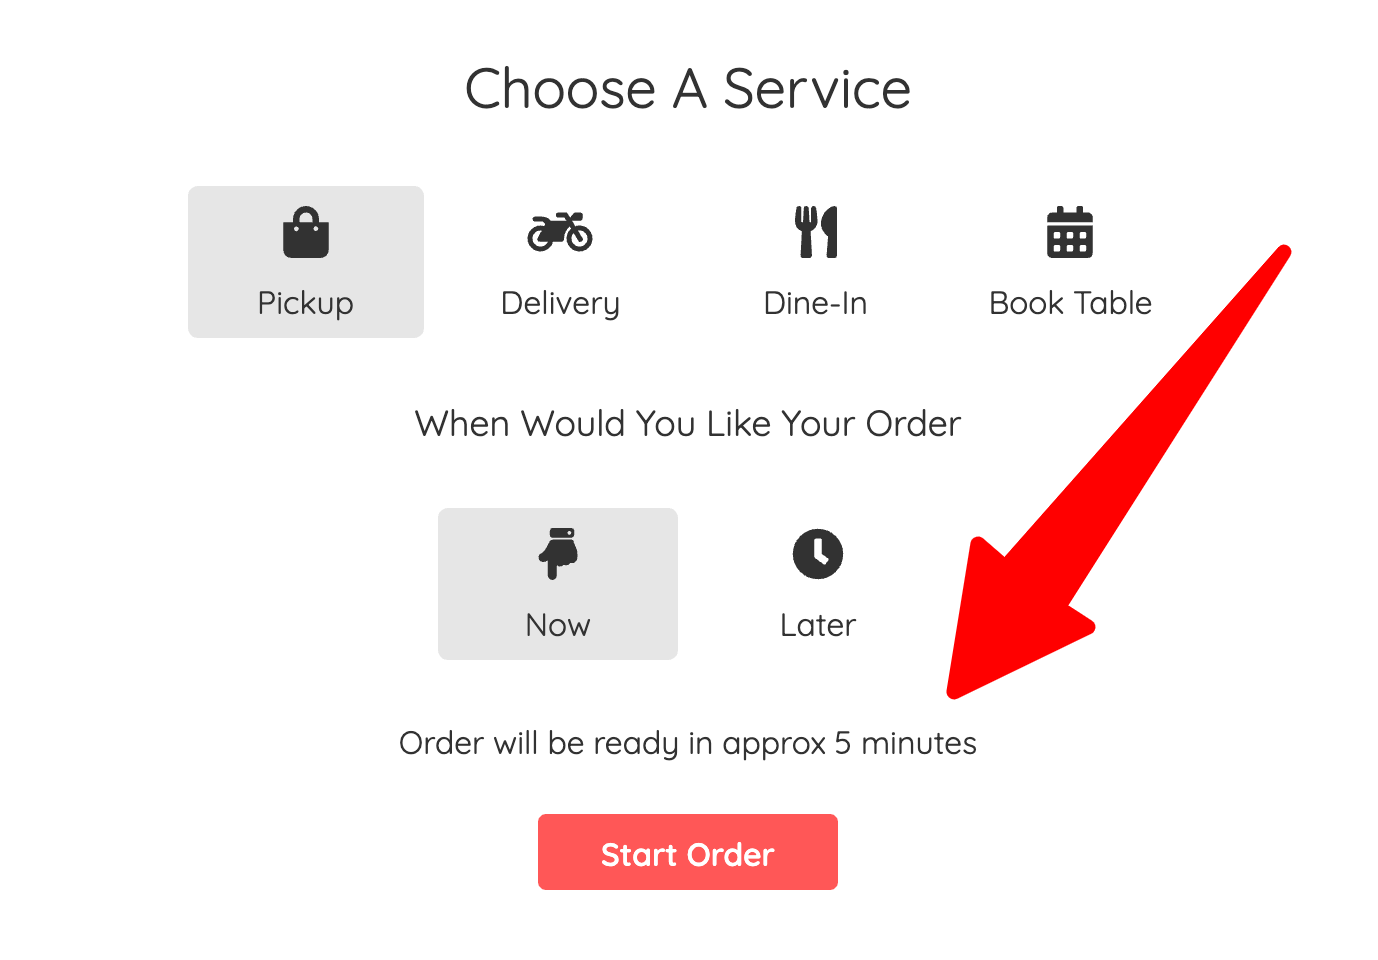 Choose A Service
Pickup Delivery Dine-In Book Table
When Would You Like Your Order
Now Later
Order will be ready in approx 5 minutes
Start Order